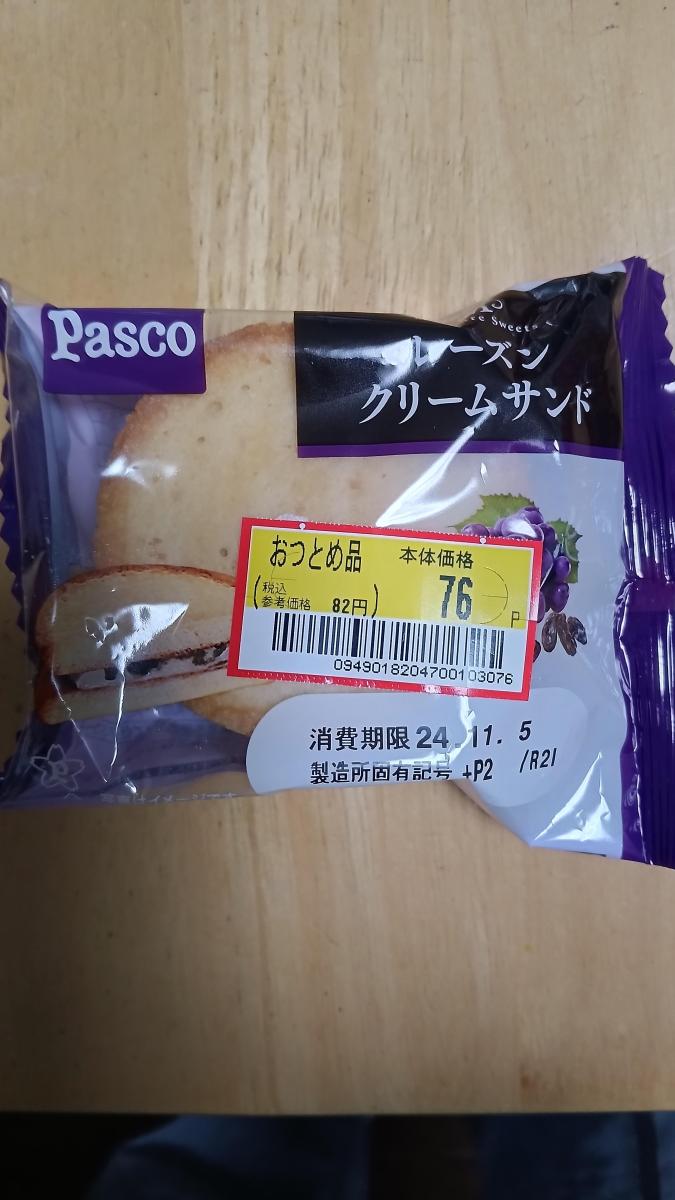 Pasco
Sweets
レーズン
クリームサンド
おつとめ品 本体価格
(税込 参考価格 82円) 76 P
0949018204700103076
消費期限 24.11. 5
製造所固有記号 +P2 /R21